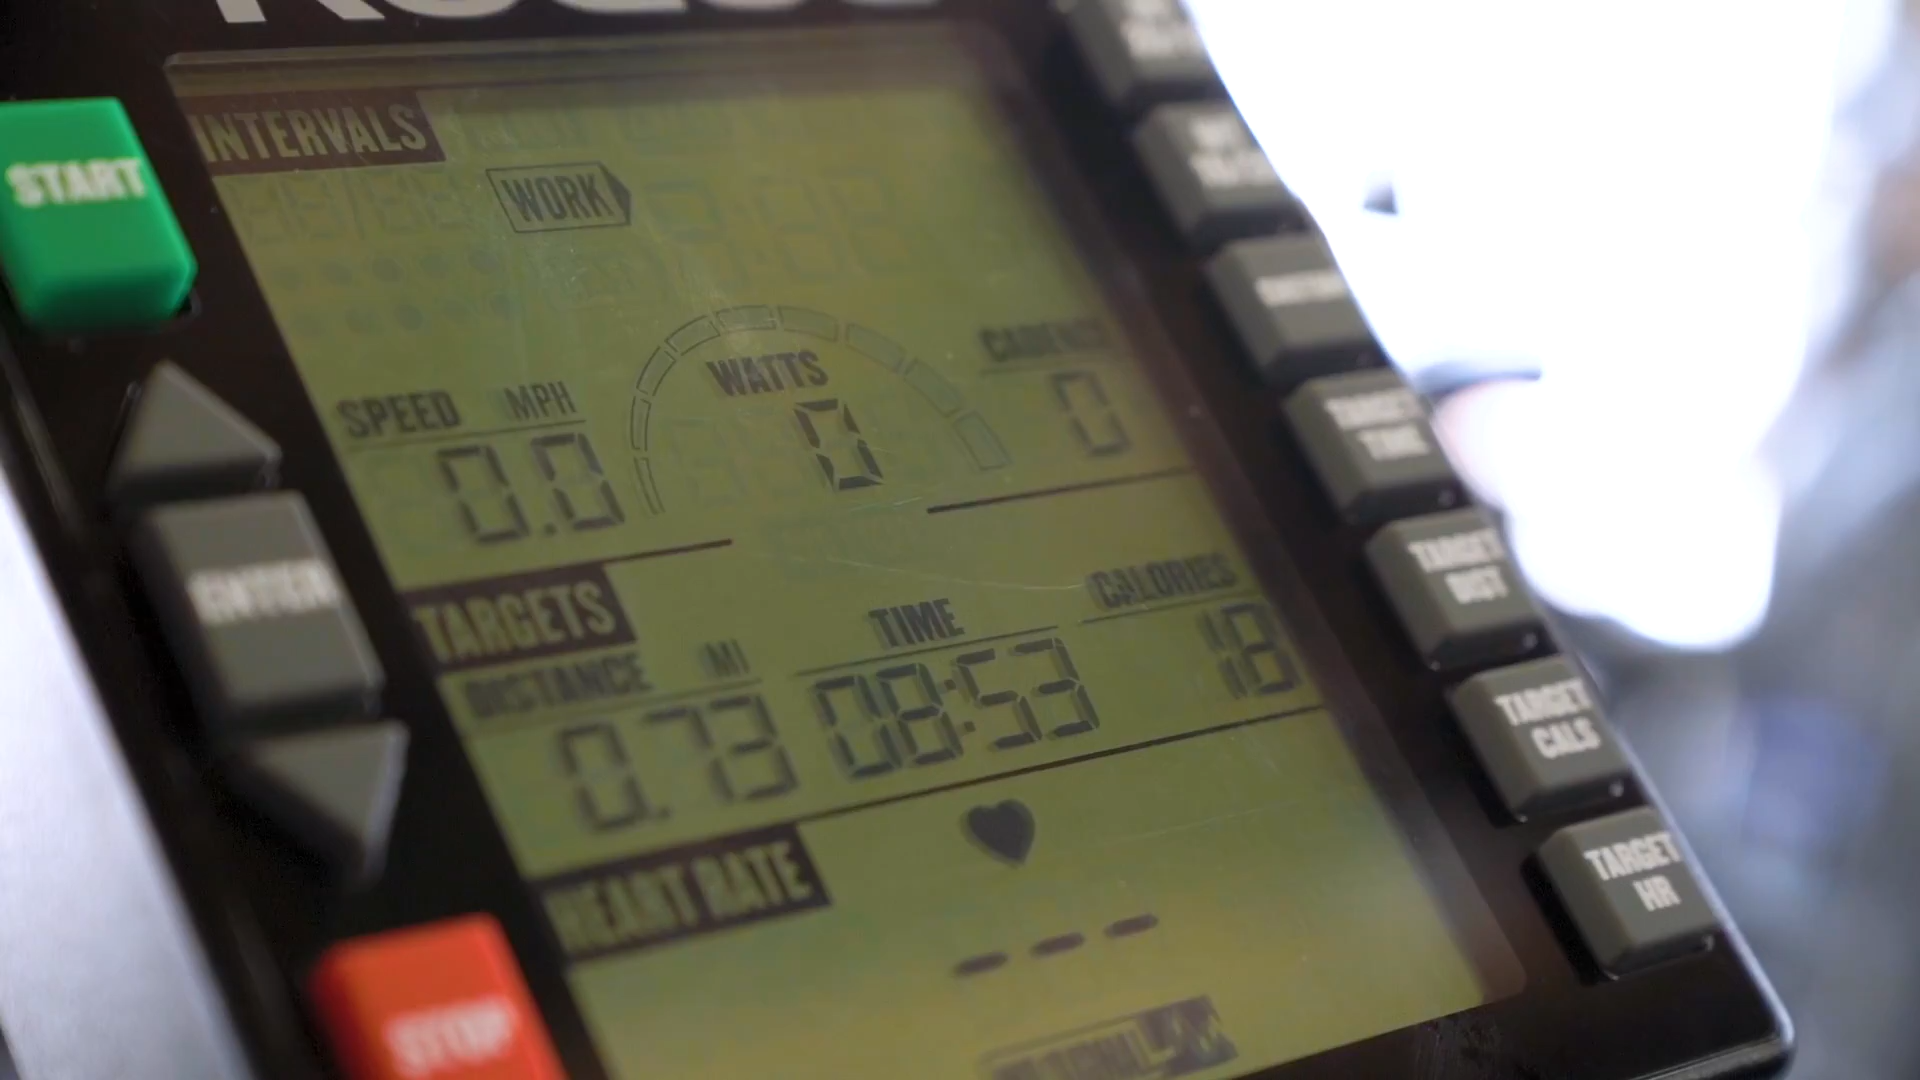 INTERVALS
START
WORK
WATTS
CADENCE
SPEED MPH
0
0
0.0
TARGET
TIME
ENTER
TARGET
DIST
TARGETS
TIME
CALORIES
DISTANCE MI
0.73
08:53
18
TARGET
CALS
HEART RATE
TARGET
HR
---
STOP